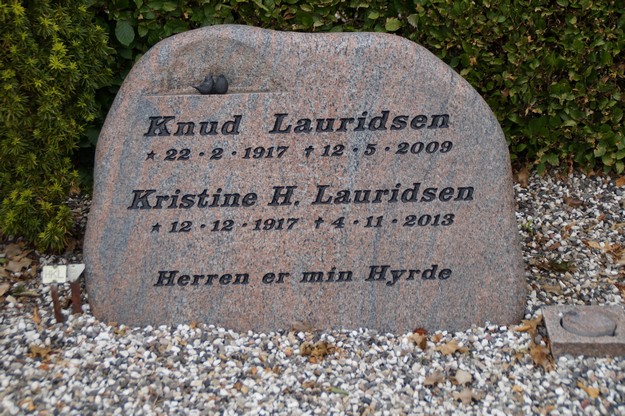 Knud Lauridsen
* 22 · 2 · 1917 † 12 · 5 · 2009
Kristine H. Lauridsen
* 12 · 12 · 1917 † 4 · 11 · 2013
Herren er min Hyrde